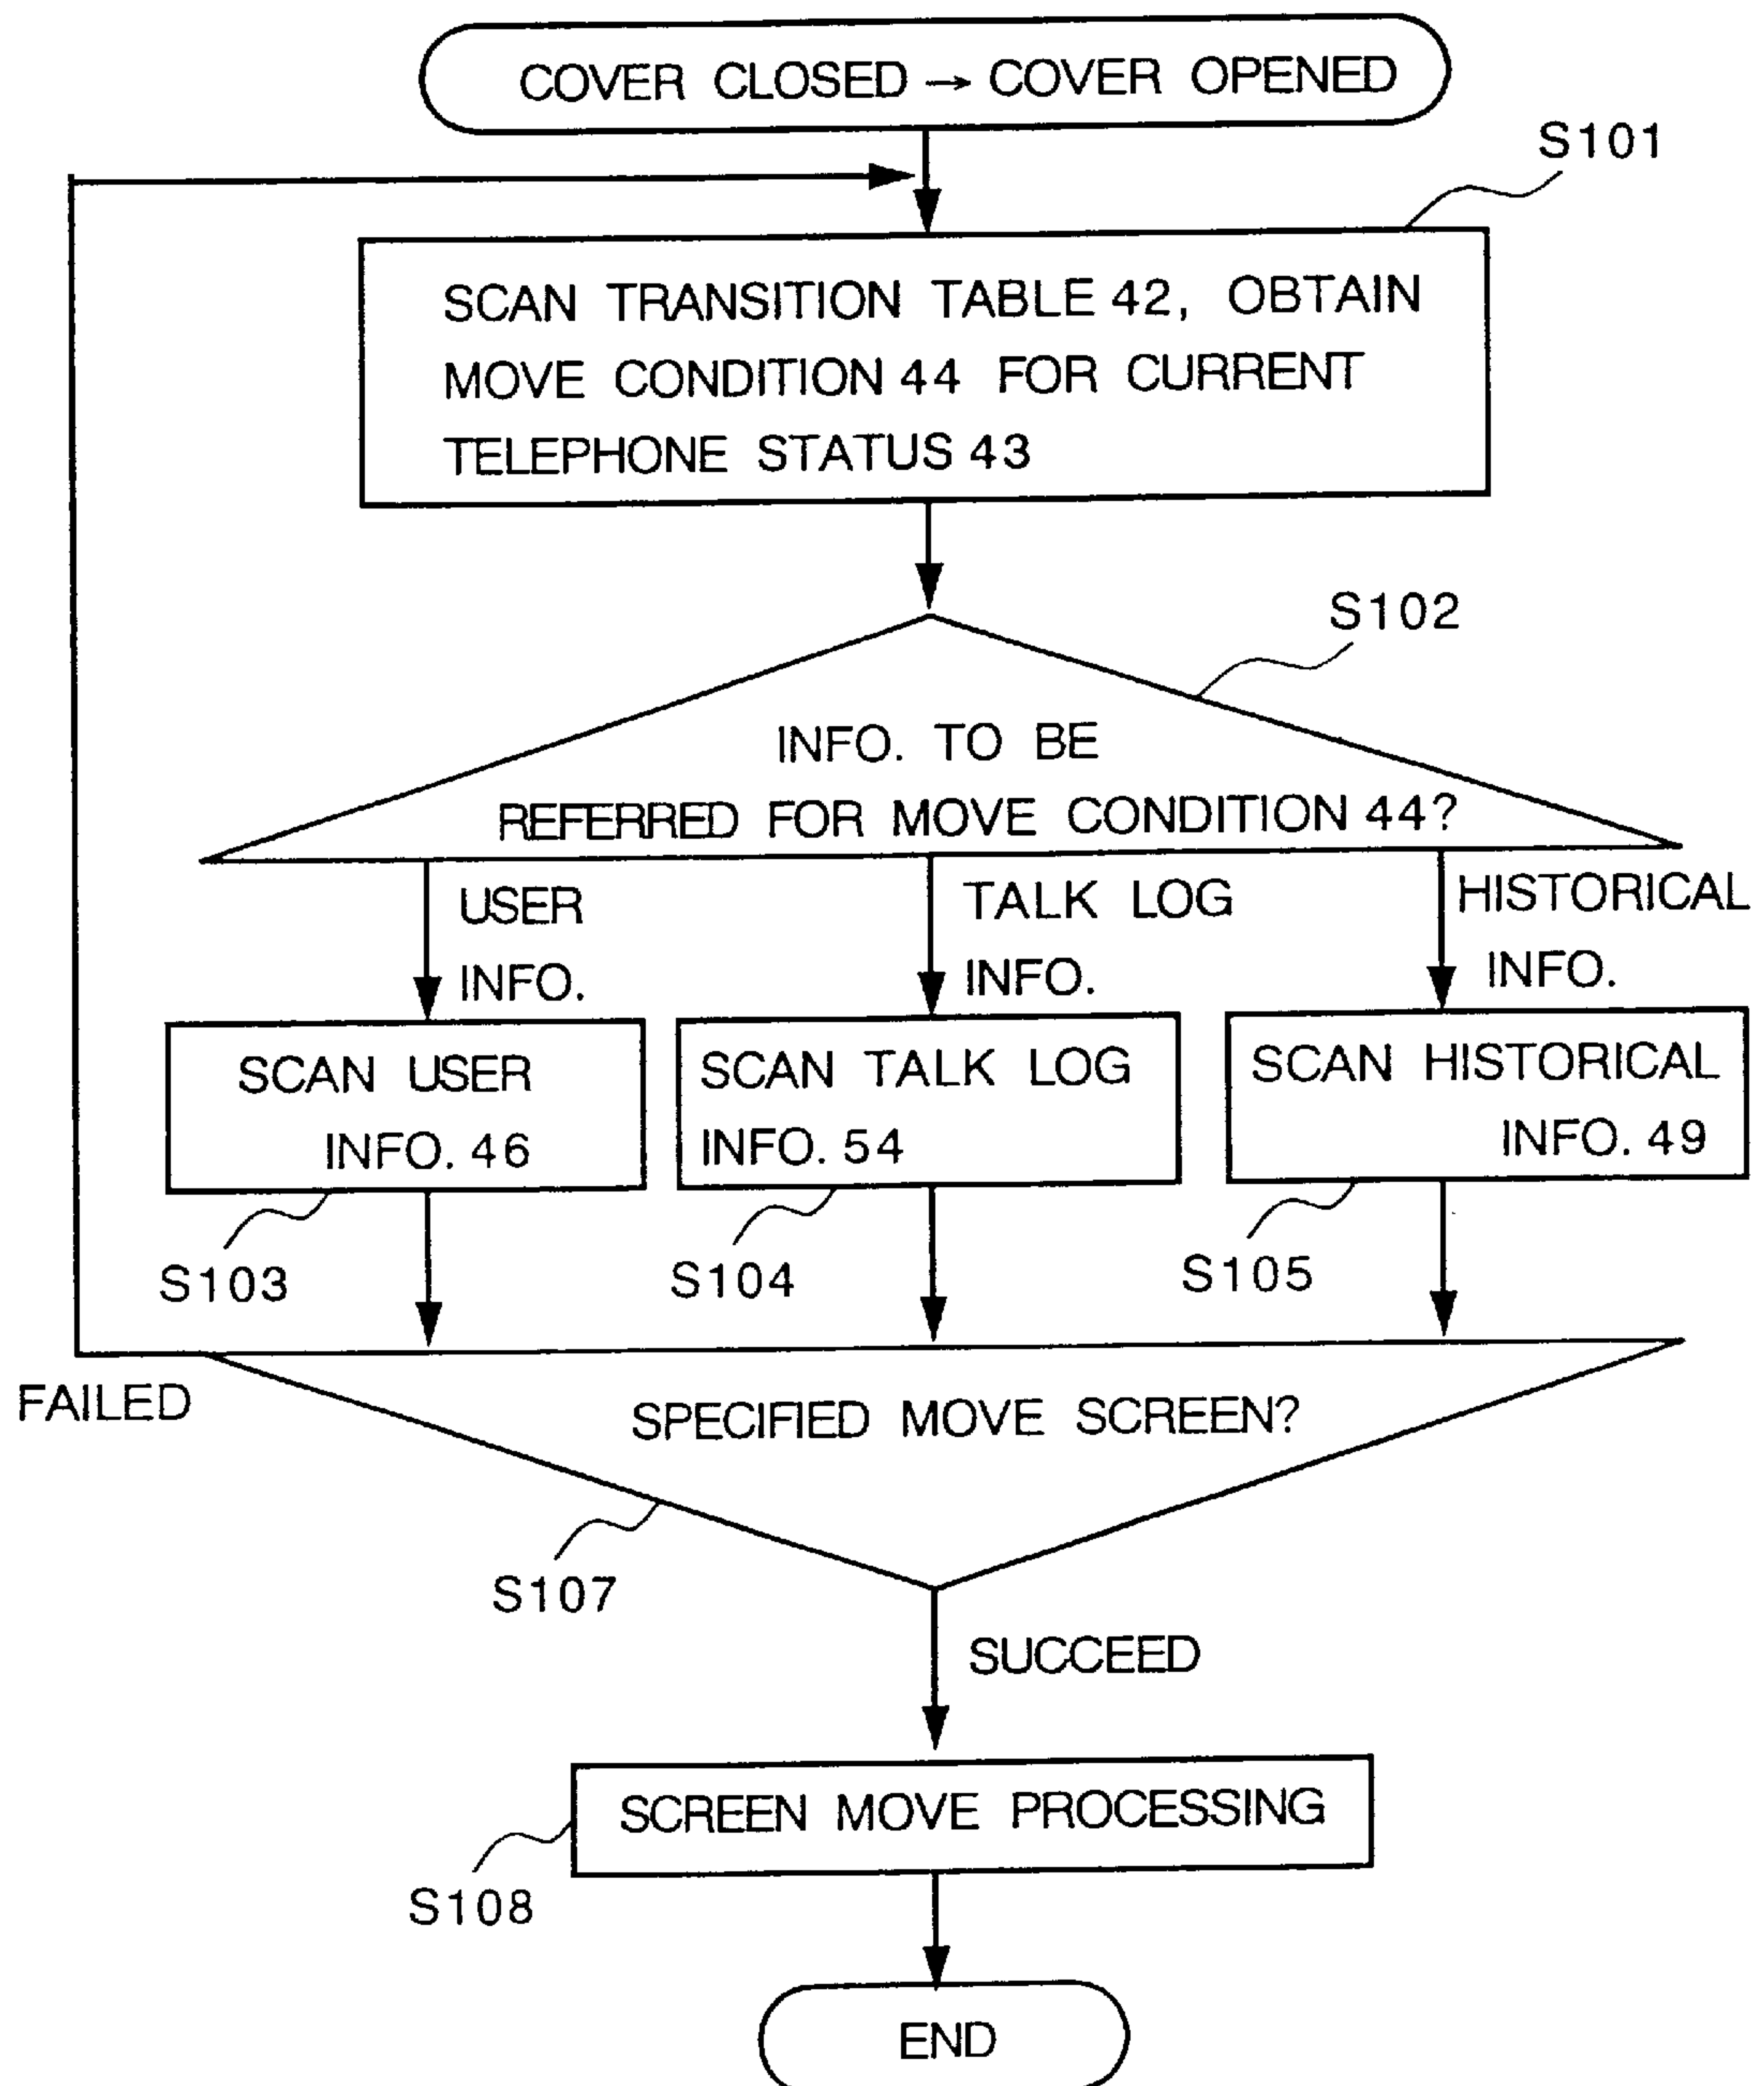 COVER CLOSED → COVER OPENED
S101
SCAN TRANSITION TABLE 42, OBTAIN
MOVE CONDITION 44 FOR CURRENT
TELEPHONE STATUS 43
S102
INFO. TO BE
REFERRED FOR MOVE CONDITION 44?
USER
INFO.
TALK LOG
INFO.
HISTORICAL
INFO.
SCAN USER
INFO. 46
SCAN TALK LOG
INFO. 54
SCAN HISTORICAL
INFO. 49
S103
S104
S105
FAILED
SPECIFIED MOVE SCREEN?
S107
SUCCEED
SCREEN MOVE PROCESSING
S108
END